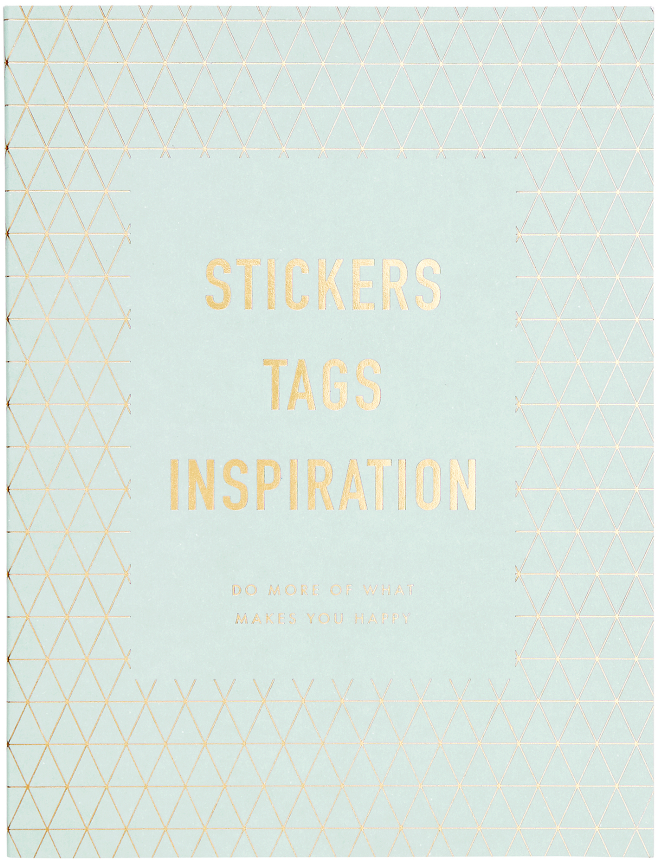 STICKERS
TAGS
INSPIRATION
DO MORE OF WHAT
MAKES YOU HAPPY